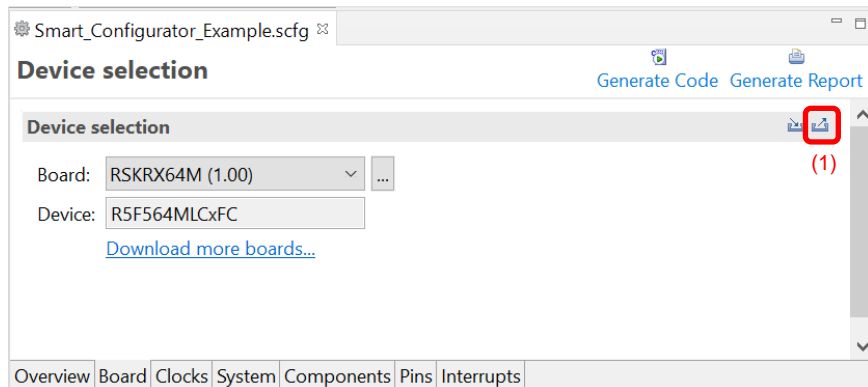 Smart_Configurator_Example.scfg
Device selection
Generate Code Generate Report
Device selection
(1)
Board: RSKRX64M (1.00) ...
Device: R5F564MLCxFC
Download more boards...
Overview Board Clocks System Components Pins Interrupts